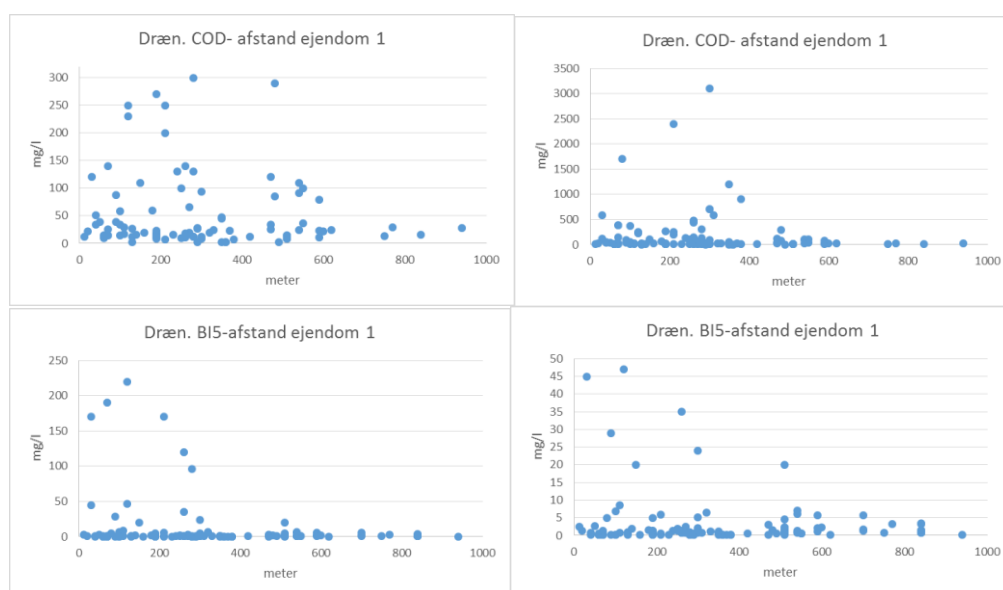 Dræn. COD- afstand ejendom 1
300
250
200
150
100
50
0
mg/l
0 200 400 600 800 1000
meter
Dræn. COD- afstand ejendom 1
3500
3000
2500
3000
1500
1000
500
0
mg/l
0 200 400 600 800 1000
meter
Dræn. BI5-afstand ejendom 1
250
200
150
100
50
0
mg/l
0 200 400 600 800 1000
meter
Dræn. BI5-afstand ejendom 1
50
45
40
35
30
25
20
15
10
5
0
mg/l
0 200 400 600 800 1000
meter